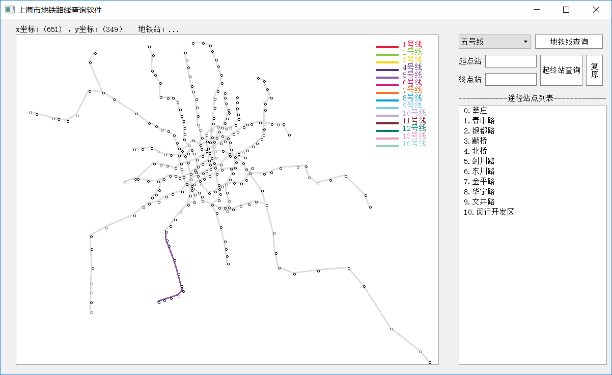 上海市地铁路线查询软件
x坐标:(651) , y坐标:(349) 地铁站:...
1号线
2号线
3号线
4号线
5号线
6号线
7号线
8号线
9号线
10号线
11号线
12号线
13号线
16号线
五号线
地铁线查询
起点站
终点站
起终站查询
复原
途径站点列表
0.莘庄
1.春申路
2.银都路
3.颛桥
4.北桥
5.剑川路
6.东川路
7.金平路
8.华宁路
9.文井路
10.闵行开发区